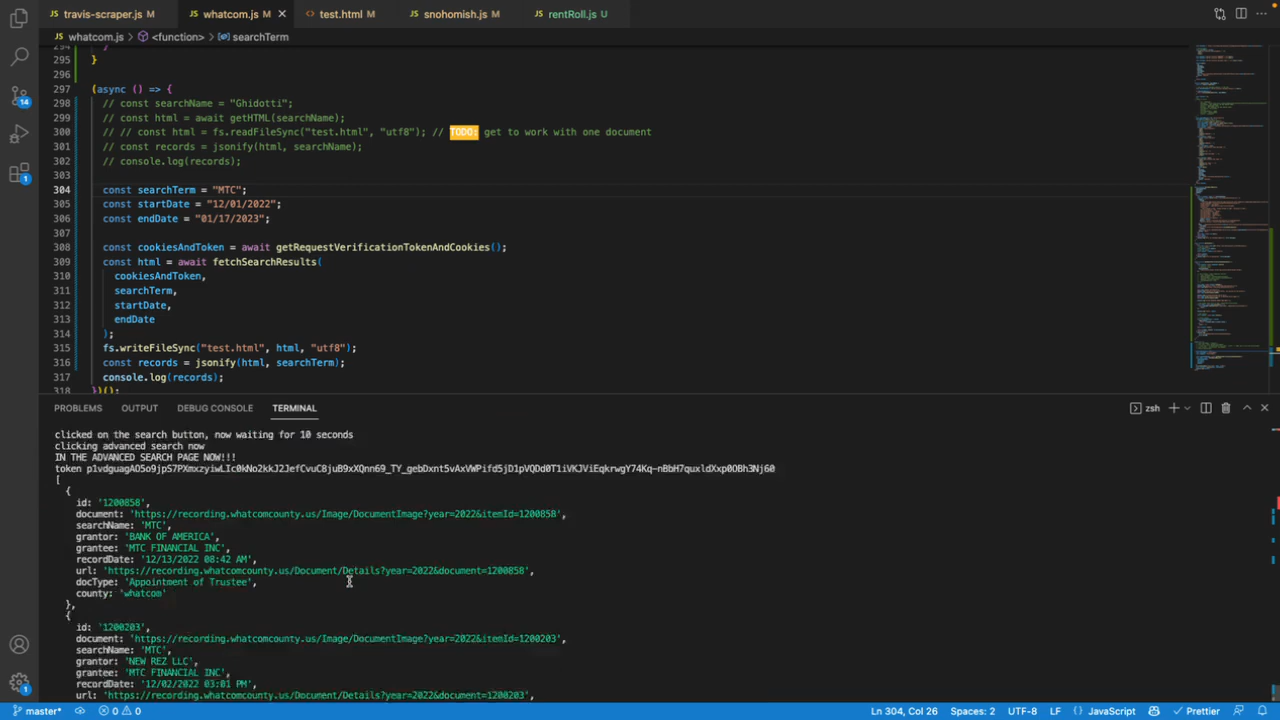 travis-scraper.js M
whatcom.js M
test.html M
snohomish.js M
rentRoll.js U
whatcom.js > <function> > searchTerm
294 }
295 }
296
297 (async () => {
298 // const searchName = "Ghidotti";
299 // const html = await getHTML(searchName);
300 // // const html = fs.readFileSync("test.html", "utf8"); // TODO: get to work with one document
301 // const records = jsonify(html, searchName);
302 // console.log(records);
303
304 const searchTerm = "MTC";
305 const startDate = "12/01/2022";
306 const endDate = "01/17/2023";
307
308 const cookiesAndToken = await getRequestVerificationTokenAndCookies();
309 const html = await fetchSearchResults(
310 cookiesAndToken,
311 searchTerm,
312 startDate,
313 endDate
314 );
315 fs.writeFileSync("test.html", html, "utf8");
316 const records = jsonify(html, searchTerm);
317 console.log(records);
318 })();
PROBLEMS OUTPUT DEBUG CONSOLE TERMINAL
zsh
clicked on the search button, now waiting for 10 seconds
clicking advanced search now
IN THE ADVANCED SEARCH PAGE NOW!!!
token
[
{
id: '1200858',
document: 'https://recording.whatcomcounty.us/Image/DocumentImage?year=2022&itemId=1200858',
searchName: 'MTC',
grantor: 'BANK OF AMERICA',
grantee: 'MTC FINANCIAL INC',
recordDate: '12/13/2022 08:42 AM',
url: 'https://recording.whatcomcounty.us/Document/Details?year=2022&document=1200858',
docType: 'Appointment of Trustee',
county: 'whatcom'
},
{
id: '1200203',
document: 'https://recording.whatcomcounty.us/Image/DocumentImage?year=2022&itemId=1200203',
searchName: 'MTC',
grantor: 'NEW REZ LLC',
grantee: 'MTC FINANCIAL INC',
recordDate: '12/02/2022 03:01 PM',
url: 'https://recording.whatcomcounty.us/Document/Details?year=2022&document=1200203',
14
1
1
master* 0 0 Ln 304, Col 26 Spaces: 2 UTF-8 LF {} JavaScript Prettier